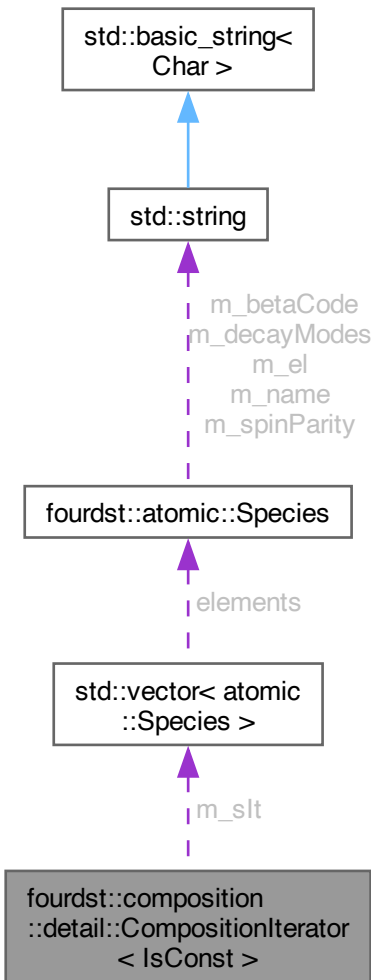 std::basic_string<
Char >
std::string
m_betaCode
m_decayModes
m_el
m_name
m_spinParity
fourdst::atomic::Species
elements
std::vector< atomic
::Species >
m_sIt
fourdst::composition
::detail::CompositionIterator
< IsConst >